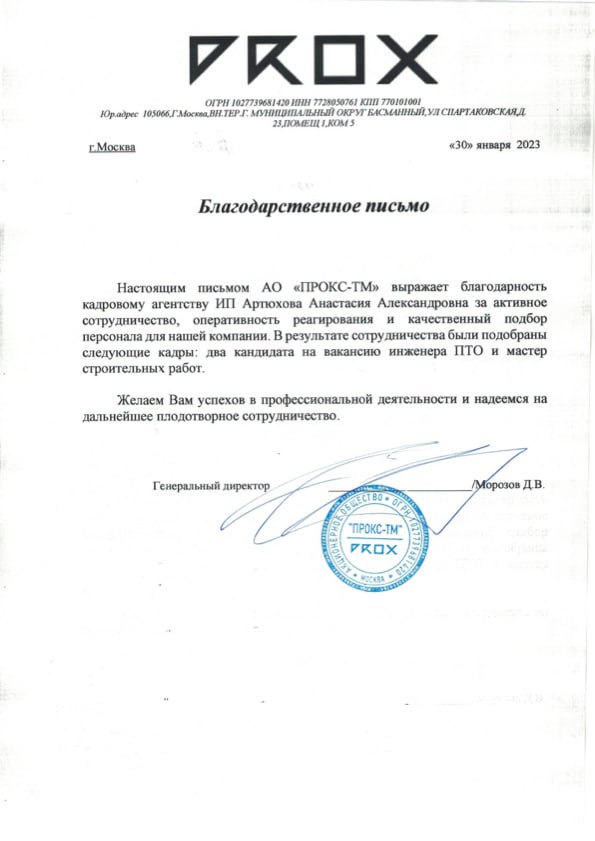 PROX
ОГРН 1027739681420 ИНН 7728050761 КПП 770101001
Юр.адрес 105066,Г.Москва,ВН.ТЕР.Г. МУНИЦИПАЛЬНЫЙ ОКРУГ БАСМАННЫЙ,УЛ СПАРТАКОВСКАЯ,Д.
23,ПОМЕЩ 1,КОМ 5
г.Москва «30» января 2023
Благодарственное письмо
Настоящим письмом АО «ПРОКС-ТМ» выражает благодарность
кадровому агентству ИП Артюхова Анастасия Александровна за активное
сотрудничество, оперативность реагирования и качественный подбор
персонала для нашей компании. В результате сотрудничества были подобраны
следующие кадры: два кандидата на вакансию инженера ПТО и мастер
строительных работ.
Желаем Вам успехов в профессиональной деятельности и надеемся на
дальнейшее плодотворное сотрудничество.
Генеральный директор /Морозов Д.В.
АКЦИОНЕРНОЕ ОБЩЕСТВО * ОГРН 1027739681420
"ПРОКС-ТМ"
PROX
* МОСКВА *